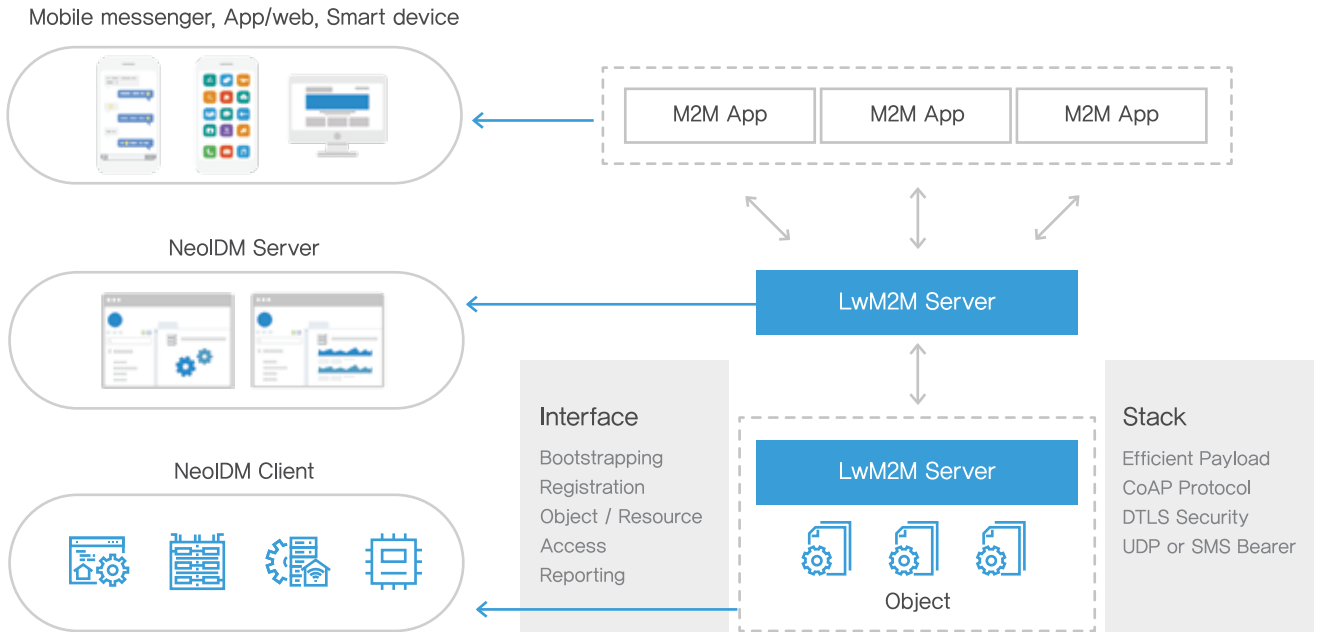 Mobile messenger, App/web, Smart device
M2M App
M2M App
M2M App
NeoIDM Server
LwM2M Server
Interface
Bootstrapping
Registration
Object / Resource
Access
Reporting
LwM2M Server
Object
Stack
Efficient Payload
CoAP Protocol
DTLS Security
UDP or SMS Bearer
NeoIDM Client